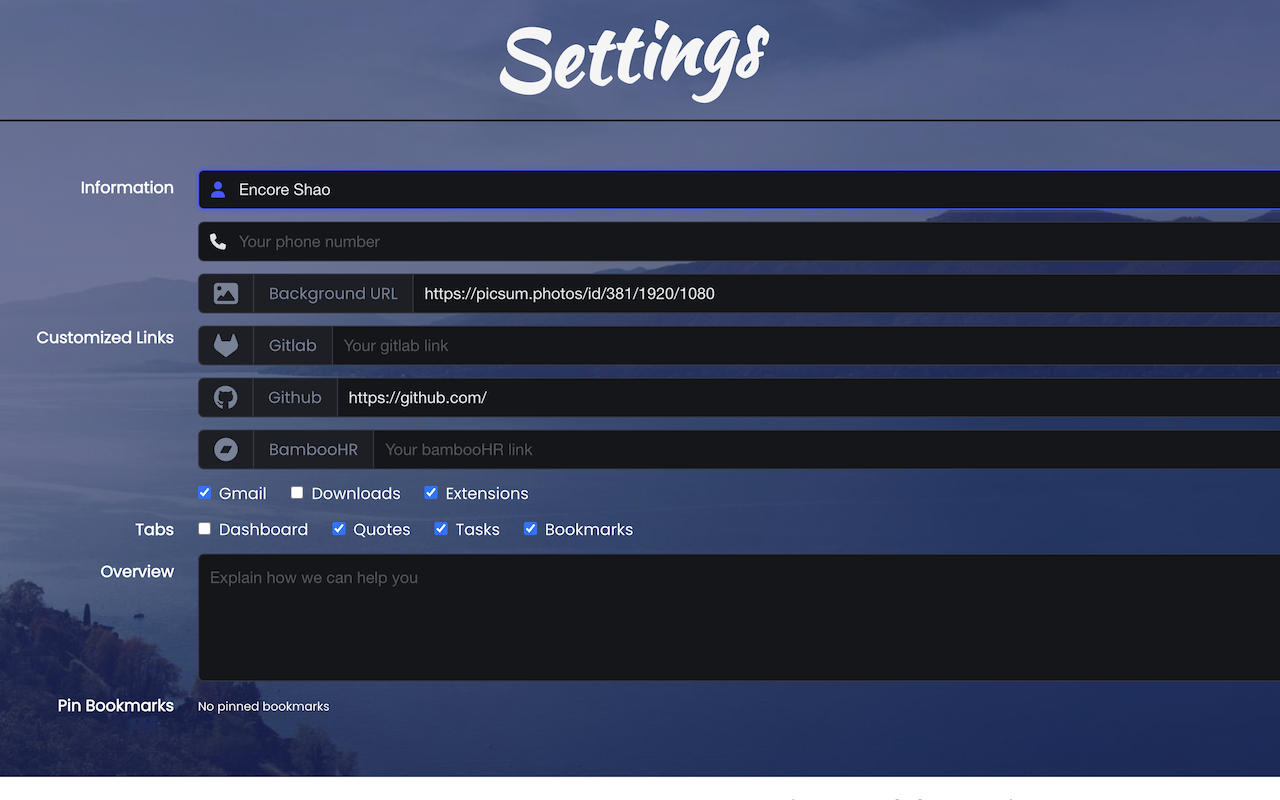 Settings
Information
Encore Shao
Your phone number
Background URL https://picsum.photos/id/381/1920/1080
Customized Links
Gitlab Your gitlab link
Github https://github.com/
BambooHR Your bambooHR link
Gmail Downloads Extensions
Tabs Dashboard Quotes Tasks Bookmarks
Overview Explain how we can help you
Pin Bookmarks No pinned bookmarks